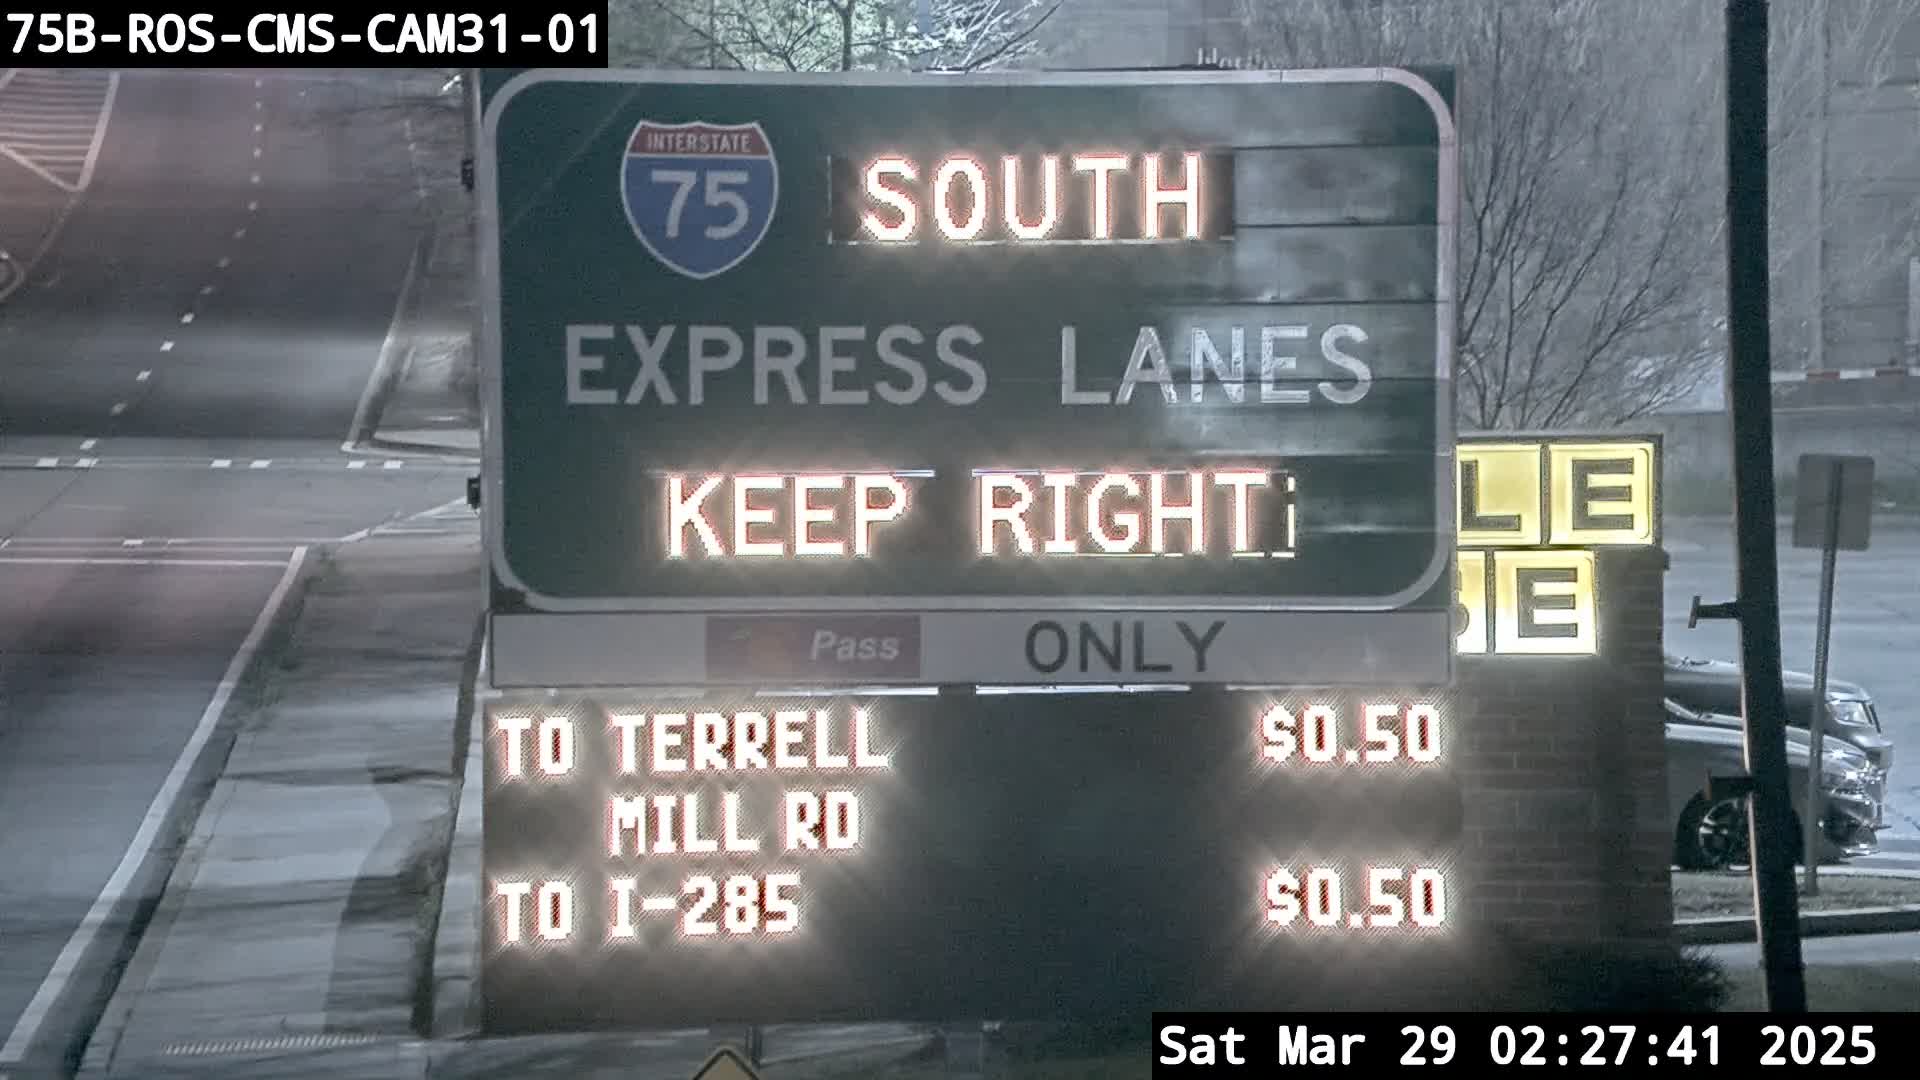 75B-ROS-CMS-CAM31-01
INTERSTATE
75
SOUTH
EXPRESS LANES
KEEP RIGHT
Pass ONLY
LE
E
TO TERRELL $0.50
MILL RD
TO I-285 $0.50
Sat Mar 29 02:27:41 2025